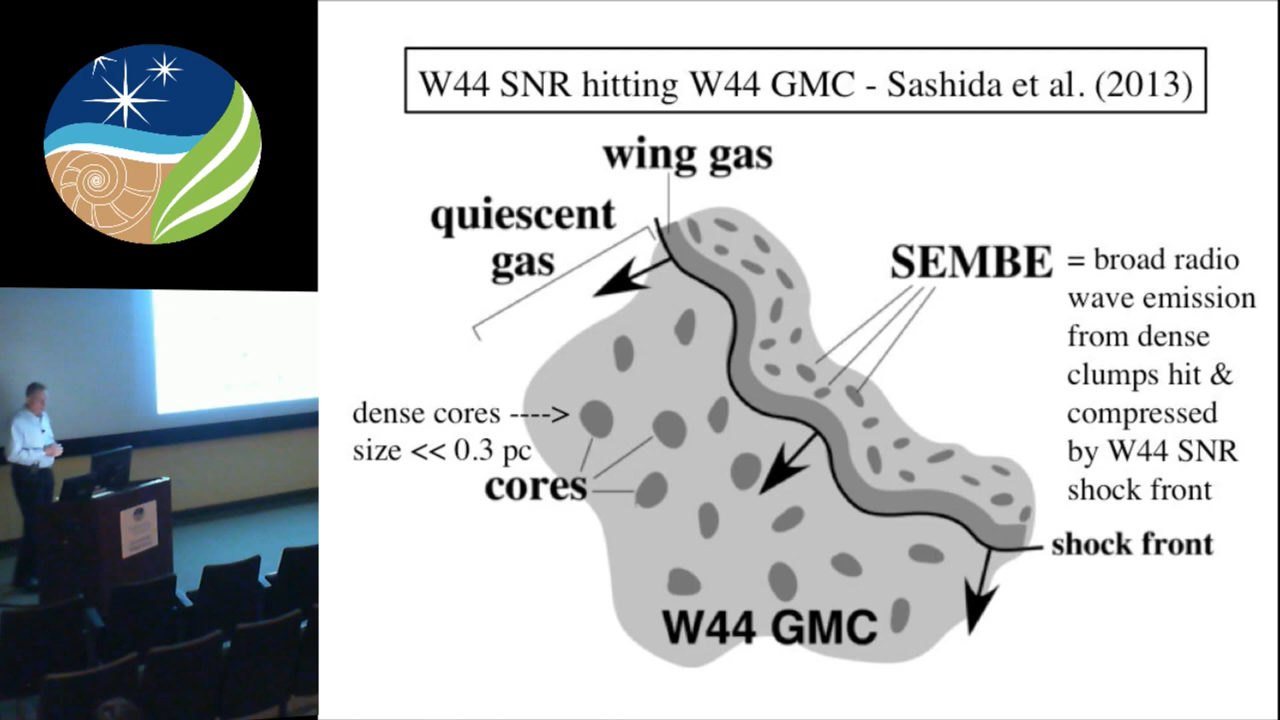 W44 SNR hitting W44 GMC - Sashida et al. (2013)
wing gas
quiescent
gas
SEMBE = broad radio
wave emission
from dense
clumps hit &
compressed
by W44 SNR
shock front
dense cores ---->
size << 0.3 pc
cores
shock front
W44 GMC